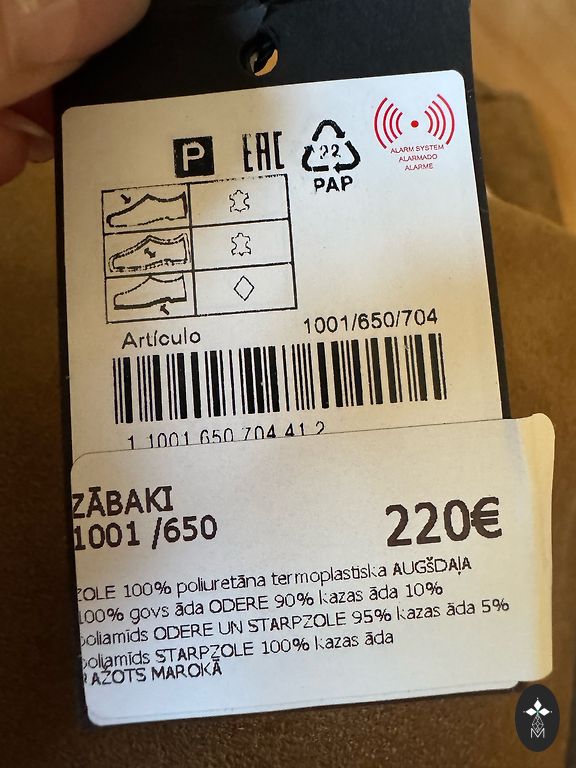 P EAC 22 PAP
ALARM SYSTEM
ALARMADO
ALARME
Artículo 1001/650/704
1 1001 650 704 41 2
ZĀBAKI
1001 /650 220€
ZOLE 100% poliuretāna termoplastiska AUGŠDAĻA
100% govs āda ODERE 90% kazas āda 10%
poliamīds ODERE UN STARPZOLE 95% kazas āda 5%
poliamīds STARPZOLE 100% kazas āda
RAŽOTS MAROKĀ
M